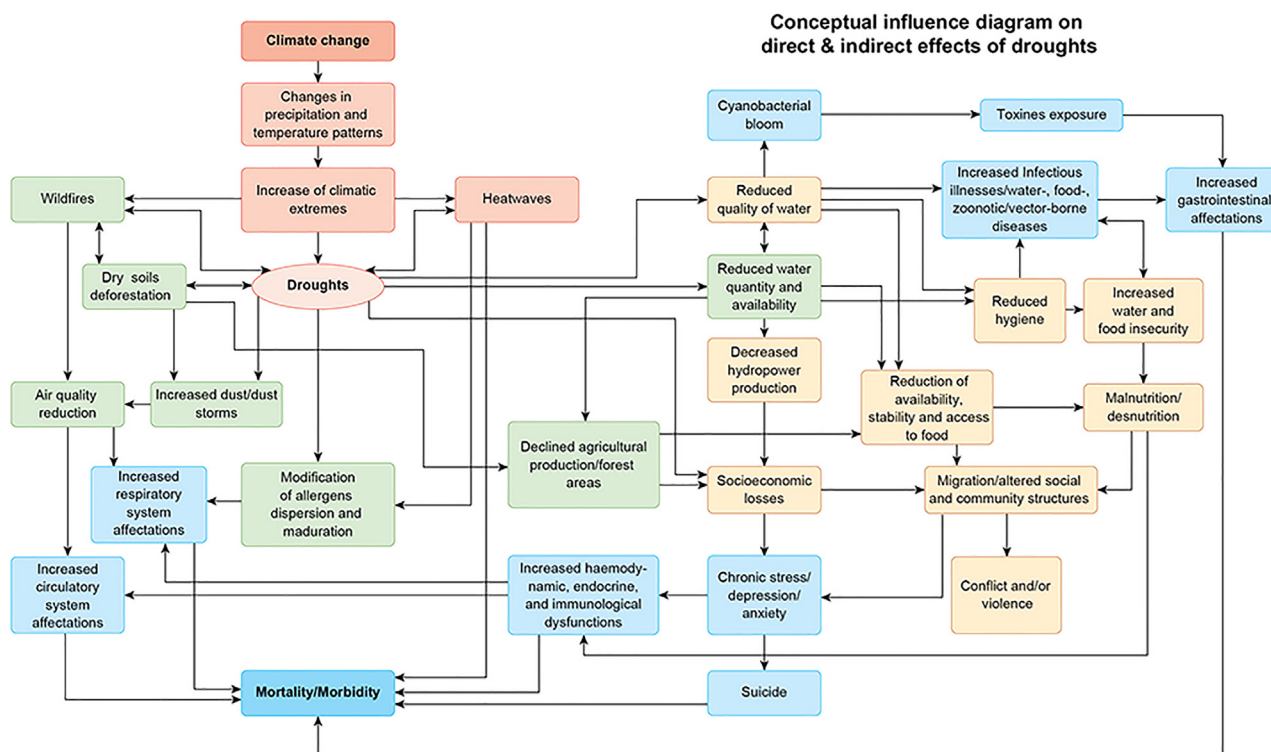 Conceptual influence diagram on
direct & indirect effects of droughts
Climate change
Changes in
precipitation and
temperature patterns
Increase of climatic
extremes
Wildfires
Heatwaves
Dry soils
deforestation
Droughts
Air quality
reduction
Increased dust/dust
storms
Increased
respiratory
system
affectations
Modification
of allergens
dispersion and
maduration
Increased
circulatory
system
affectations
Mortality/Morbidity
Cyanobacterial
bloom
Toxines exposure
Reduced
quality of water
Increased Infectious
illnesses/water-, food-,
zoonotic/vector-borne
diseases
Increased
gastrointestinal
affectations
Reduced water
quantity and
availability
Reduced
hygiene
Increased
water and
food insecurity
Decreased
hydropower
production
Reduction of
availability,
stability and access
to food
Malnutrition/
desnutrition
Declined agricultural
production/forest
areas
Socioeconomic
losses
Migration/altered social
and community structures
Increased haemody-
namic, endocrine,
and immunological
dysfunctions
Chronic stress/
depression/
anxiety
Conflict and/or
violence
Suicide